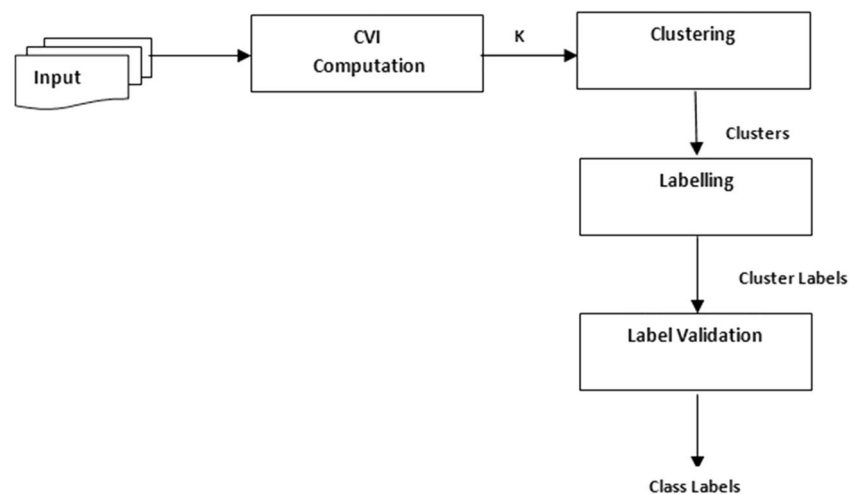 Input
CVI
Computation
K
Clustering
Clusters
Labelling
Cluster Labels
Label Validation
Class Labels